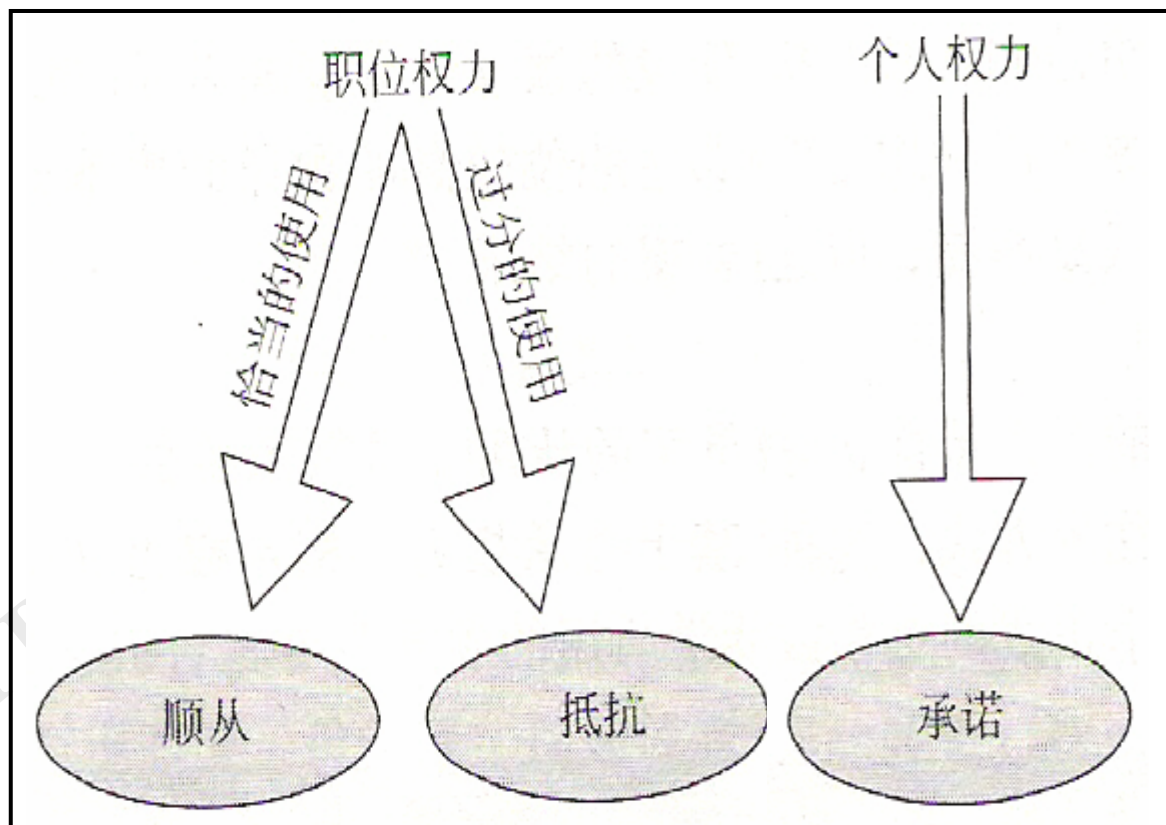 职位权力
个人权力
恰当的使用
过分的使用
顺从
抵抗
承诺